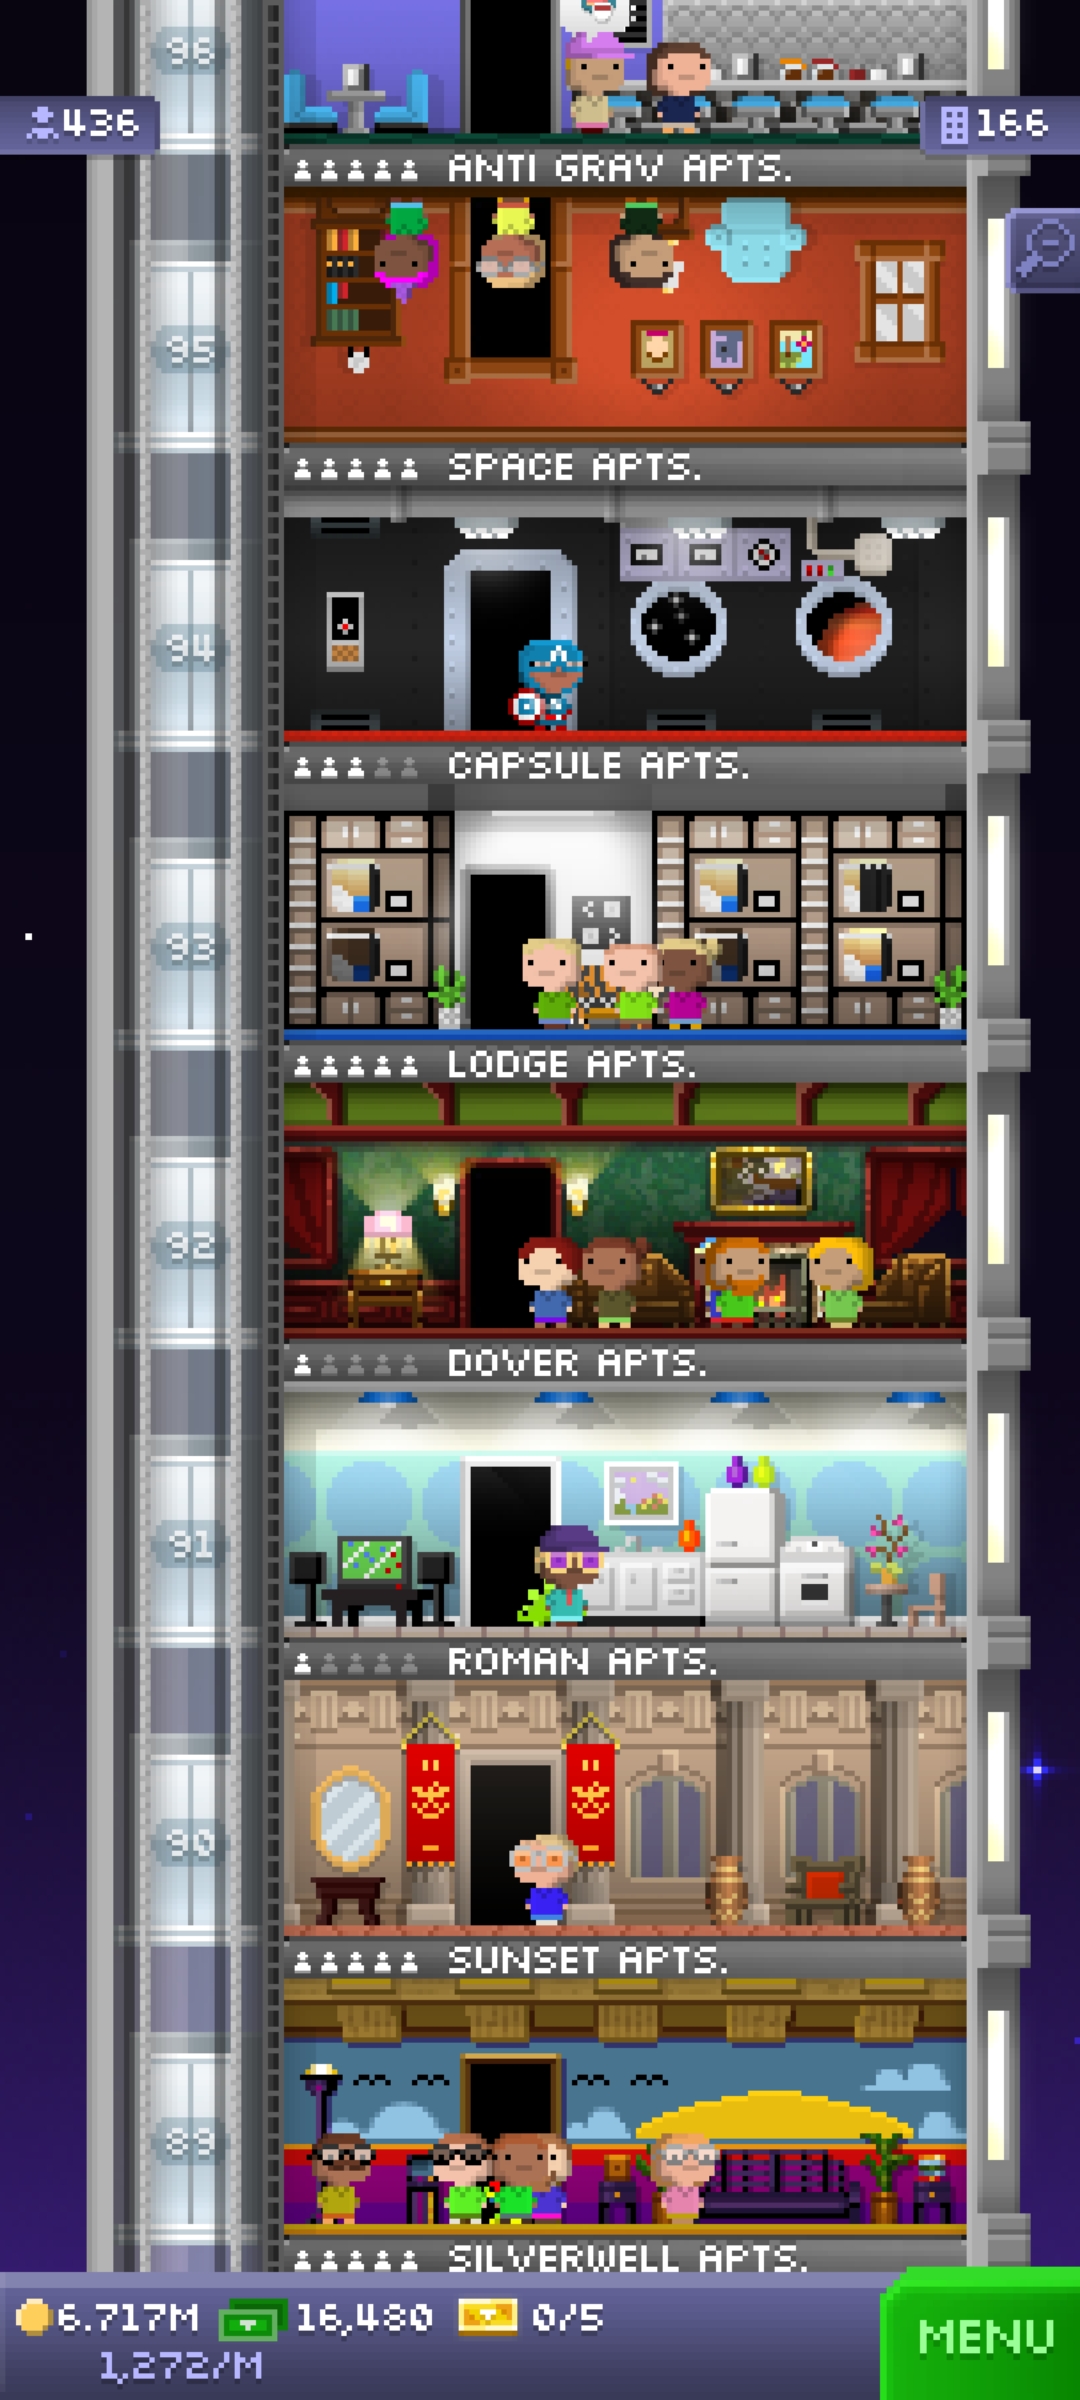 96
436
166
ANTI GRAV APTS.
95
SPACE APTS.
94
CAPSULE APTS.
93
LODGE APTS.
92
DOVER APTS.
91
ROMAN APTS.
90
SUNSET APTS.
89
SILVERWELL APTS.
6.717M 16,480 0/5
1,272/M
MENU